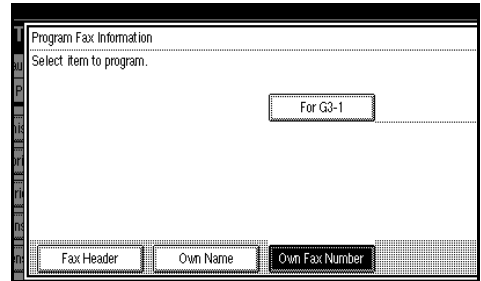 Program Fax Information
Select item to program.
For G3-1
Fax Header Own Name Own Fax Number